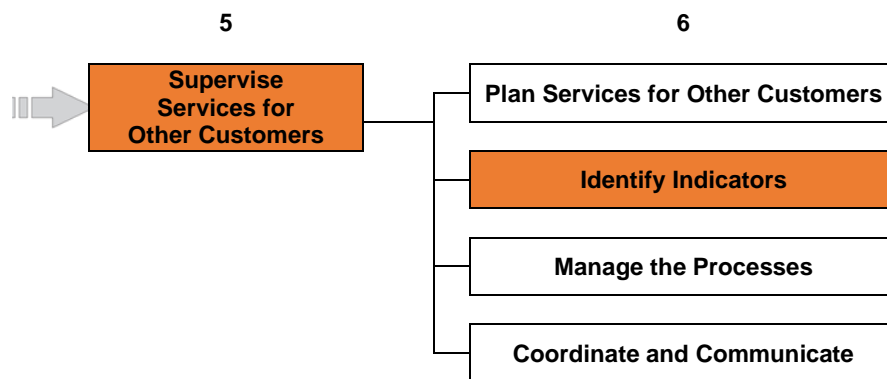 5
6
Supervise
Services for
Other Customers
Plan Services for Other Customers
Identify Indicators
Manage the Processes
Coordinate and Communicate